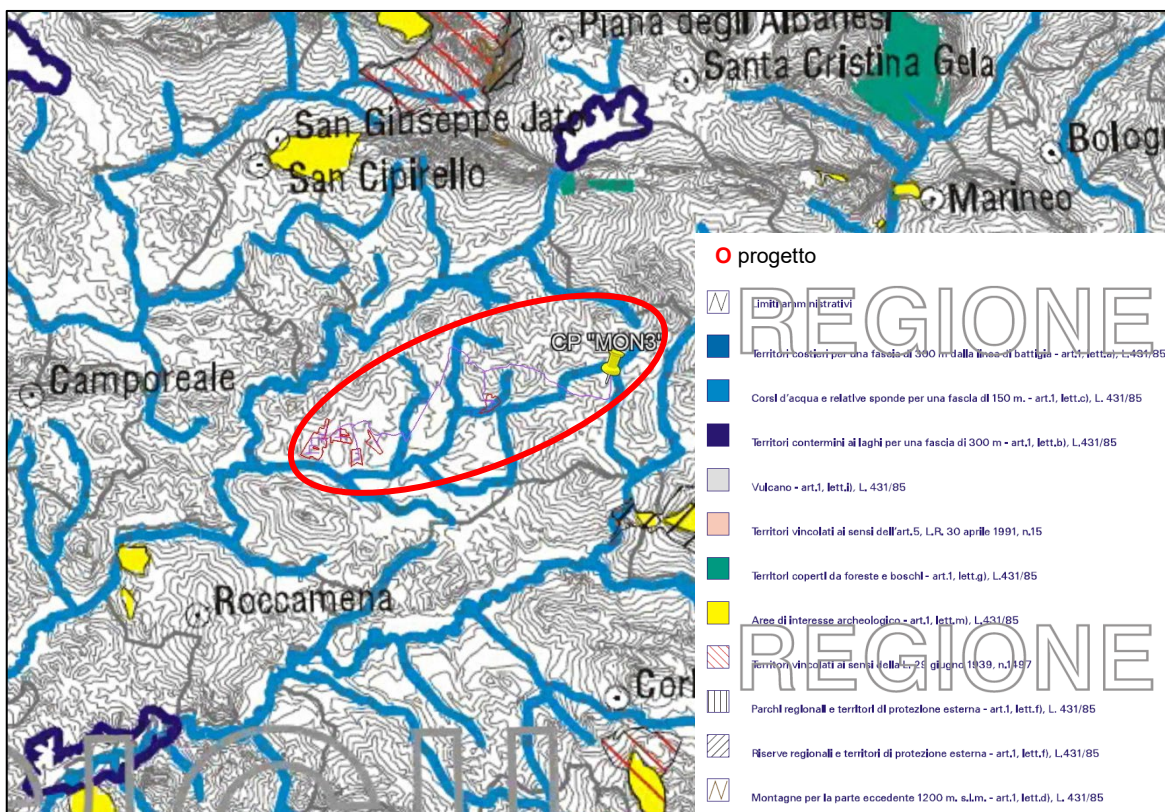 Piana degli Albanesi
Santa Cristina Gela
San Giuseppe Jato
San Cipirello
Bologn
Marineo
CP "MON3"
Camporeale
Roccamena
Corl
O progetto
REGIONE
Limiti amministrativi
Territori costieri per una fascia di 300 m dalla linea di battigia - art.1, lett.a), L.431/85
Corsi d'acqua e relative sponde per una fascia di 150 m. - art.1, lett.c), L. 431/85
Territori contermini ai laghi per una fascia di 300 m - art.1, lett.b), L.431/85
Vulcano - art.1, lett.i), L. 431/85
Territori vincolati ai sensi dell'art.5, L.R. 30 aprile 1991, n.15
Territori coperti da foreste e boschi - art.1, lett.g), L.431/85
Aree di interesse archeologico - art.1, lett.m), L.431/85
REGIONE
Territori vincolati ai sensi della L. 29 giugno 1939, n.1497
Parchi regionali e territori di protezione esterna - art.1, lett.f), L. 431/85
Riserve regionali e territori di protezione esterna - art.1, lett.f), L.431/85
Montagne per la parte eccedente 1200 m. s.l.m. - art.1, lett.d), L. 431/85